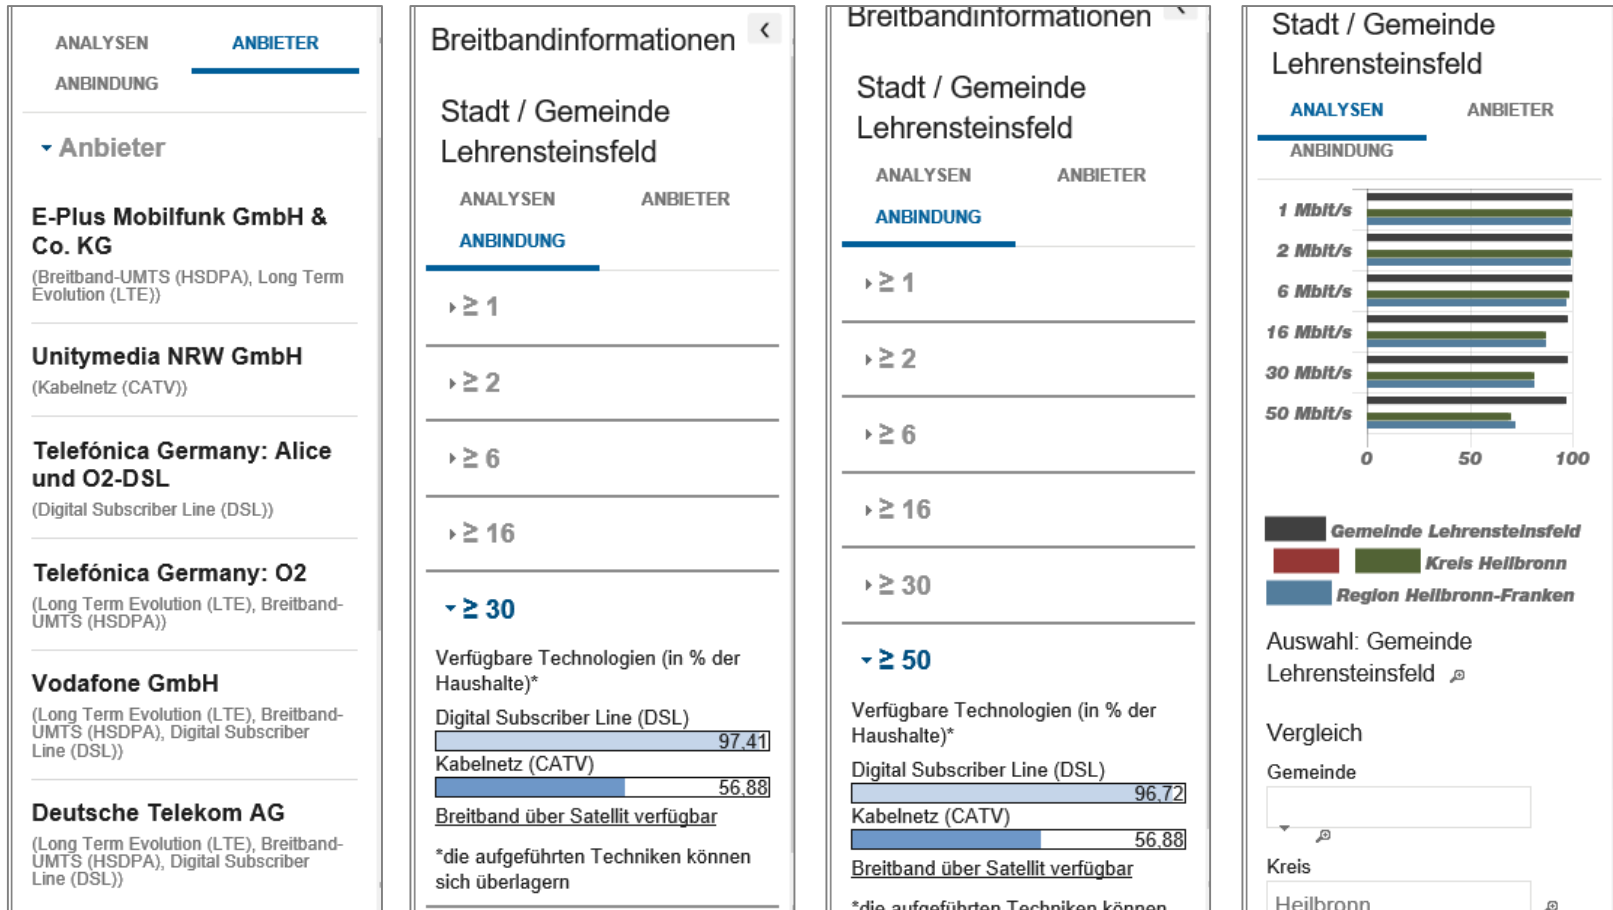 ANALYSEN ANBIETER
ANBINDUNG
Anbieter
E-Plus Mobilfunk GmbH &
Co. KG
(Breitband-UMTS (HSDPA), Long Term
Evolution (LTE))
Unitymedia NRW GmbH
(Kabelnetz (CATV))
Telefónica Germany: Alice
und O2-DSL
(Digital Subscriber Line (DSL))
Telefónica Germany: O2
(Long Term Evolution (LTE), Breitband-
UMTS (HSDPA))
Vodafone GmbH
(Long Term Evolution (LTE), Breitband-
UMTS (HSDPA), Digital Subscriber
Line (DSL))
Deutsche Telekom AG
(Long Term Evolution (LTE), Breitband-
UMTS (HSDPA), Digital Subscriber
Line (DSL))
Breitbandinformationen
Stadt / Gemeinde
Lehrensteinsfeld
ANALYSEN ANBIETER
ANBINDUNG
≥ 1
≥ 2
≥ 6
≥ 16
≥ 30
Verfügbare Technologien (in % der
Haushalte)*
Digital Subscriber Line (DSL)
97,41
Kabelnetz (CATV)
56,88
Breitband über Satellit verfügbar
*die aufgeführten Techniken können
sich überlagern
Breitbandinformationen
Stadt / Gemeinde
Lehrensteinsfeld
ANALYSEN ANBIETER
ANBINDUNG
≥ 1
≥ 2
≥ 6
≥ 16
≥ 30
≥ 50
Verfügbare Technologien (in % der
Haushalte)*
Digital Subscriber Line (DSL)
96,72
Kabelnetz (CATV)
56,88
Breitband über Satellit verfügbar
*die aufgeführten Techniken können
Stadt / Gemeinde
Lehrensteinsfeld
ANALYSEN ANBIETER
ANBINDUNG
1 Mbit/s
2 Mbit/s
6 Mbit/s
16 Mbit/s
30 Mbit/s
50 Mbit/s
0 50 100
Gemeinde Lehrensteinsfeld
Kreis Heilbronn
Region Heilbronn-Franken
Auswahl: Gemeinde
Lehrensteinsfeld
Vergleich
Gemeinde
Kreis
Heilbronn